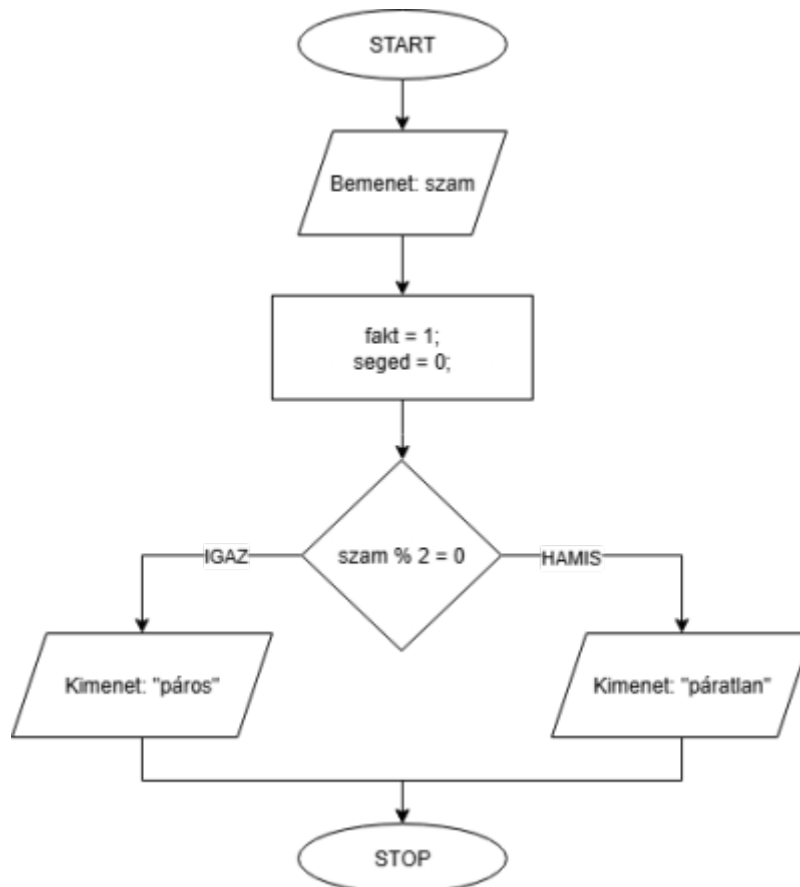 START
Bemenet: szam
fakt = 1;
seged = 0;
szam % 2 = 0
IGAZ
HAMIS
Kimenet: "páros"
Kimenet: "páratlan"
STOP